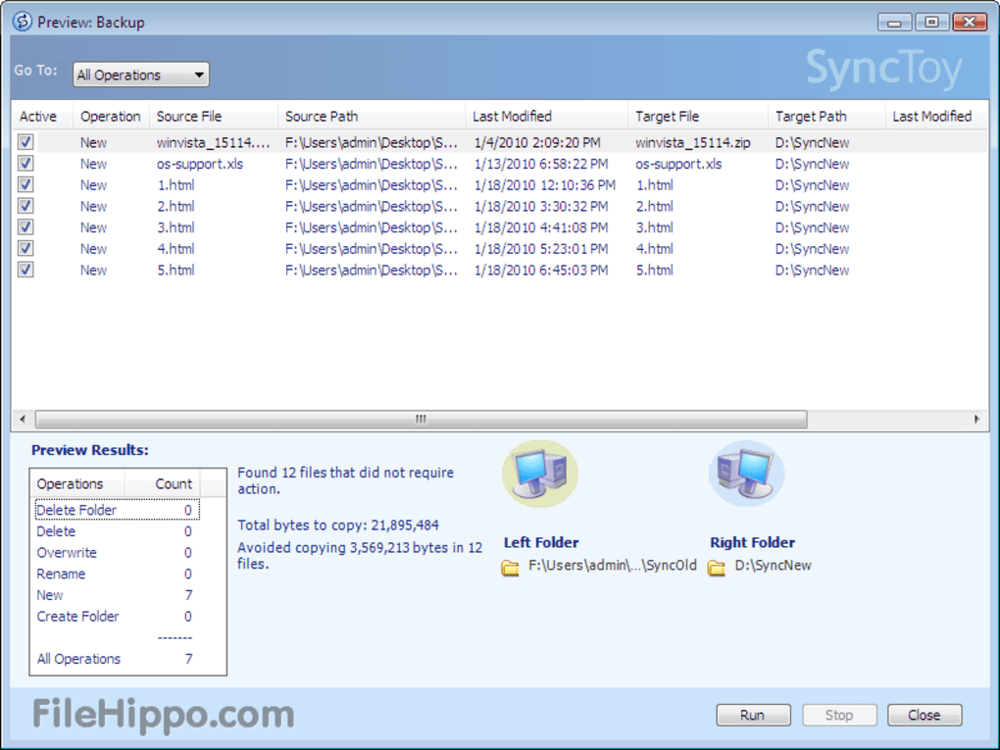 Preview: Backup
Go To: All Operations
SyncToy
Active Operation Source File Source Path Last Modified Target File Target Path Last Modified
New winvista_15114.... F:\Users\admin\Desktop\S... 1/4/2010 2:09:20 PM winvista_15114.zip D:\SyncNew
New os-support.xls F:\Users\admin\Desktop\S... 1/13/2010 6:58:22 PM os-support.xls D:\SyncNew
New 1.html F:\Users\admin\Desktop\S... 1/18/2010 12:10:36 PM 1.html D:\SyncNew
New 2.html F:\Users\admin\Desktop\S... 1/18/2010 3:30:32 PM 2.html D:\SyncNew
New 3.html F:\Users\admin\Desktop\S... 1/18/2010 4:41:08 PM 3.html D:\SyncNew
New 4.html F:\Users\admin\Desktop\S... 1/18/2010 5:23:01 PM 4.html D:\SyncNew
New 5.html F:\Users\admin\Desktop\S... 1/18/2010 6:45:03 PM 5.html D:\SyncNew
Preview Results:
Operations Count
Delete Folder 0
Delete 0
Overwrite 0
Rename 0
New 7
Create Folder 0
-------
All Operations 7
Found 12 files that did not require
action.
Total bytes to copy: 21,895,484
Avoided copying 3,569,213 bytes in 12
files.
Left Folder
F:\Users\admin\...\SyncOld
Right Folder
D:\SyncNew
FileHippo.com
Run Stop Close